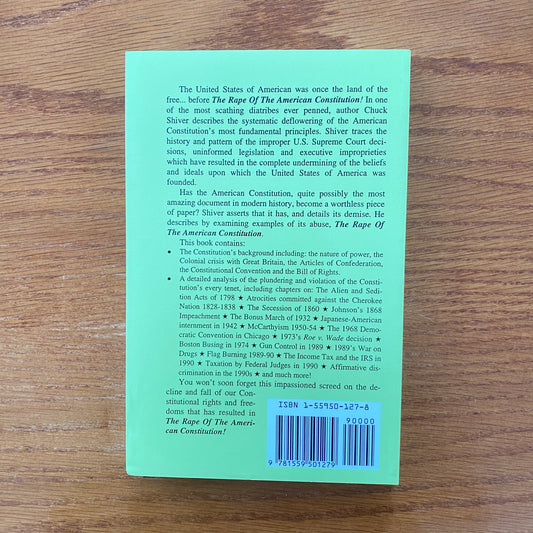 The United States of American was once the land of the
free... before The Rape Of The American Constitution! In one
of the most scathing diatribes ever penned, author Chuck
Shiver describes the systematic deflowering of the American
Constitution's most fundamental principles. Shiver traces the
history and pattern of the improper U.S. Supreme Court deci-
sions, uninformed legislation and executive improprieties
which have resulted in the complete undermining of the beliefs
and ideals upon which the United States of America was
founded.
Has the American Constitution, quite possibly the most
amazing document in modern history, become a worthless piece
of paper? Shiver asserts that it has, and details its demise. He
describes by examining examples of its abuse, The Rape Of
The American Constitution.
This book contains:
• The Constitution's background including: the nature of power, the
Colonial crisis with Great Britain, the Articles of Confederation,
the Constitutional Convention and the Bill of Rights.
• A detailed analysis of the plundering and violation of the Consti-
tution's every tenet, including chapters on: The Alien and Sedi-
tion Acts of 1798 ★ Atrocities committed against the Cherokee
Nation 1828-1838 ★ The Secession of 1860 ★ Johnson's 1868
Impeachment ★ The Bonus March of 1932 ★ Japanese-American
internment in 1942 ★ McCarthyism 1950-54 ★ The 1968 Demo-
cratic Convention in Chicago ★ 1973's Roe v. Wade decision ★
Boston Busing in 1974 ★ Gun Control in 1989 ★ 1989's War on
Drugs ★ Flag Burning 1989-90 ★ The Income Tax and the IRS in
1990 ★ Taxation by Federal Judges in 1990 ★ Affirmative dis-
crimination in the 1990s ★ and much more!
You won't soon forget this impassioned screed on the de-
cline and fall of our Con-
stitutional rights and free-
doms that has resulted in
The Rape Of The Ameri-
can Constitution!
ISBN 1-55950-127-8
90000
9 781559 501279